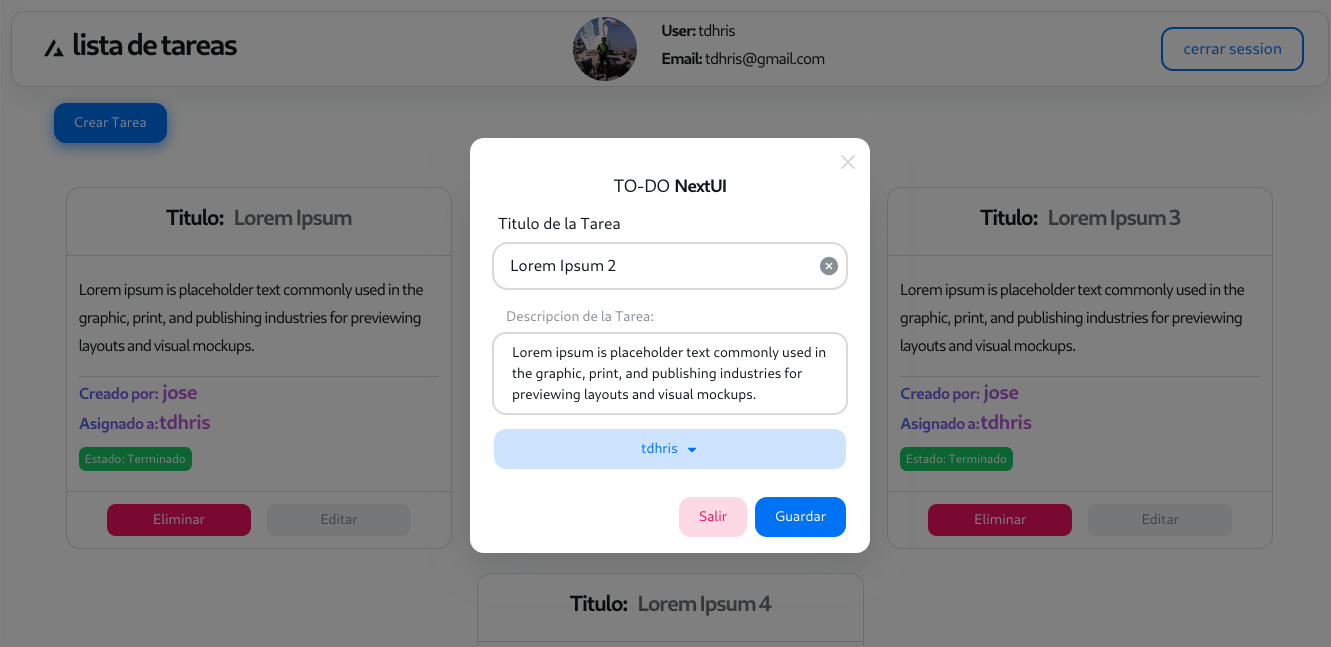 lista de tareas
User: tdhris
Email: tdhris@gmail.com
cerrar session
Crear Tarea
Titulo: Lorem Ipsum
Lorem ipsum is placeholder text commonly used in the
graphic, print, and publishing industries for previewing
layouts and visual mockups.
Creado por: jose
Asignado a:tdhris
Estado: Terminado
Eliminar
Editar
TO-DO NextUI
Titulo de la Tarea
Lorem Ipsum 2
Descripcion de la Tarea:
Lorem ipsum is placeholder text commonly used in
the graphic, print, and publishing industries for
previewing layouts and visual mockups.
tdhris
Salir
Guardar
Titulo: Lorem Ipsum 3
Lorem ipsum is placeholder text commonly used in the
graphic, print, and publishing industries for previewing
layouts and visual mockups.
Creado por: jose
Asignado a:tdhris
Estado: Terminado
Eliminar
Editar
Titulo: Lorem Ipsum 4